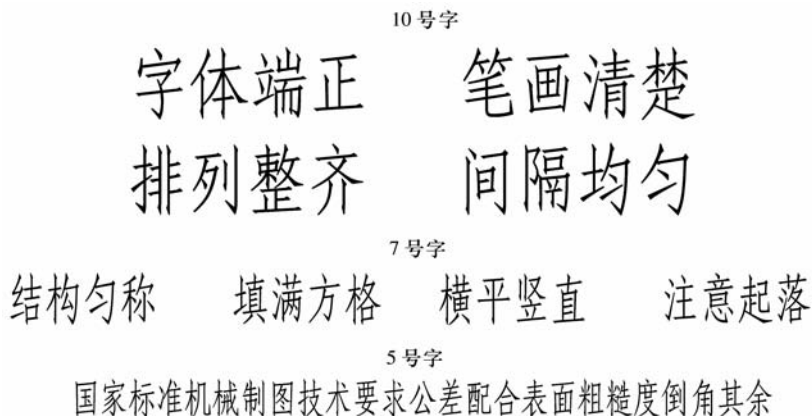 10 号字
字体端正 笔画清楚
排列整齐 间隔均匀
7 号字
结构匀称 填满方格 横平竖直 注意起落
5 号字
国家标准机械制图技术要求公差配合表面粗糙度倒角其余